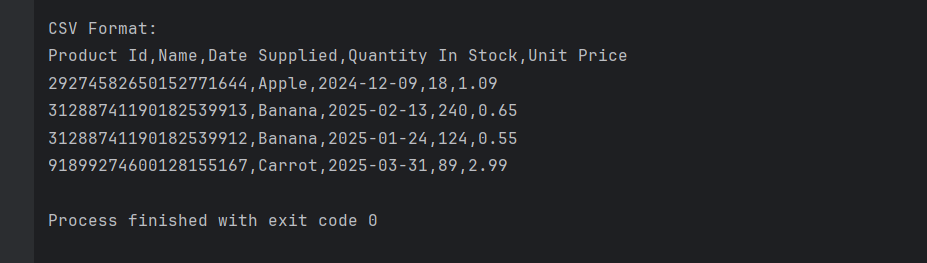 CSV Format:
Product Id,Name,Date Supplied,Quantity In Stock,Unit Price
29274582650152771644,Apple,2024-12-09,18,1.09
31288741190182539913,Banana,2025-02-13,240,0.65
31288741190182539912,Banana,2025-01-24,124,0.55
91899274600128155167,Carrot,2025-03-31,89,2.99

Process finished with exit code 0